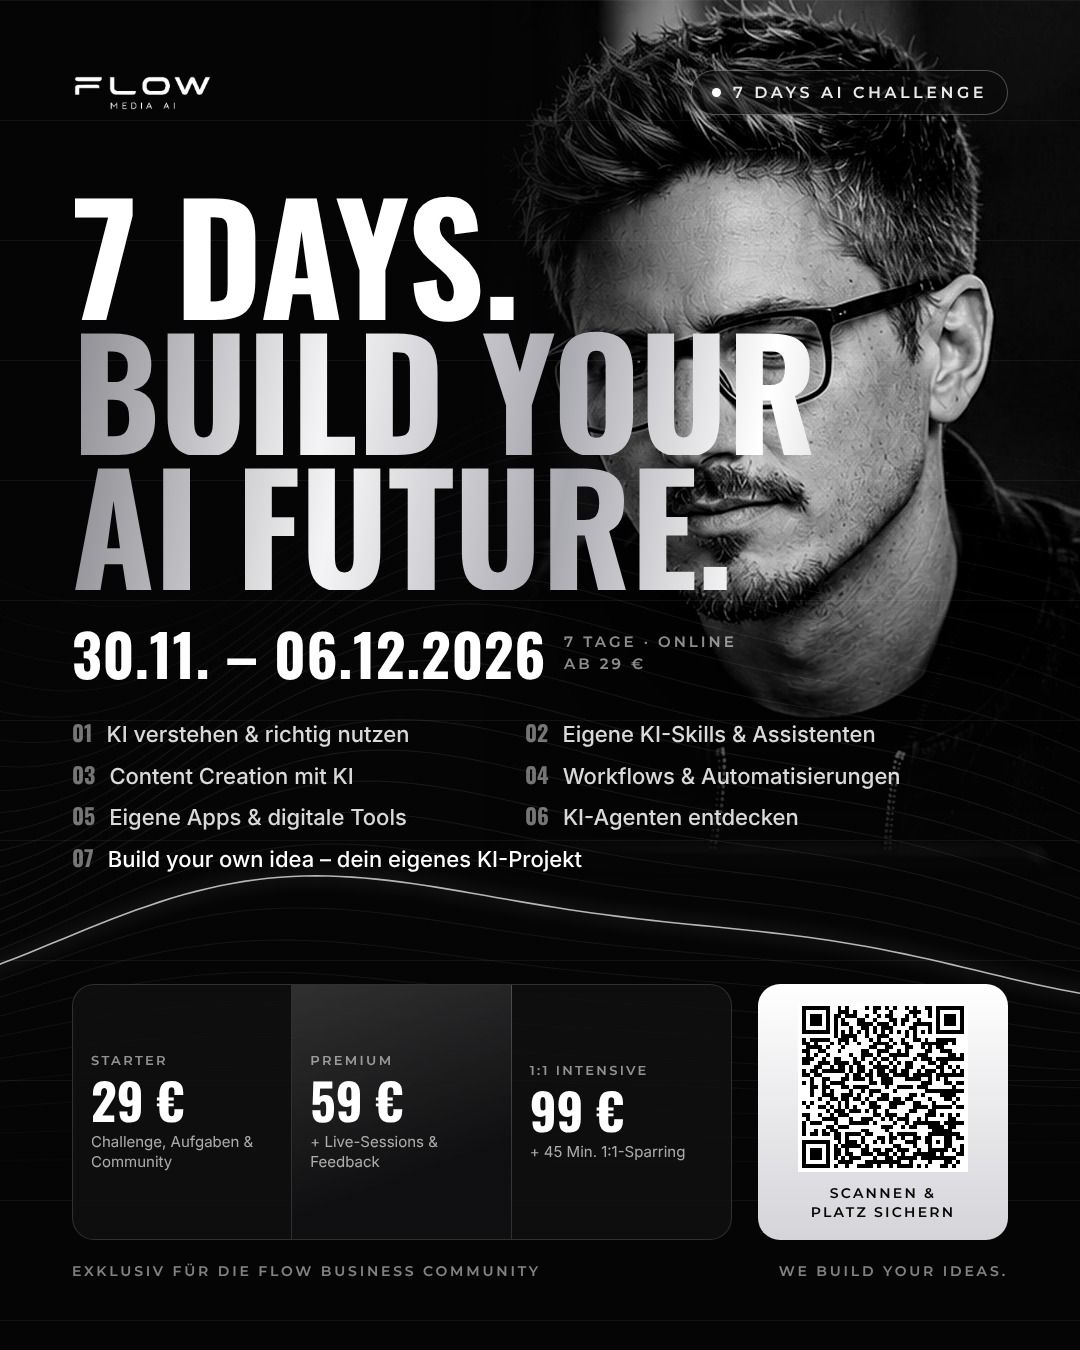 FLOW
MEDIA AI
7 DAYS AI CHALLENGE
7 DAYS.
BUILD YOUR
AI FUTURE.
30.11. – 06.12.2026
7 TAGE · ONLINE
AB 29 €
01 KI verstehen & richtig nutzen
02 Eigene KI-Skills & Assistenten
03 Content Creation mit KI
04 Workflows & Automatisierungen
05 Eigene Apps & digitale Tools
06 KI-Agenten entdecken
07 Build your own idea – dein eigenes KI-Projekt
STARTER
29 €
Challenge, Aufgaben &
Community
PREMIUM
59 €
+ Live-Sessions &
Feedback
1:1 INTENSIVE
99 €
+ 45 Min. 1:1-Sparring
SCANNEN &
PLATZ SICHERN
EXKLUSIV FÜR DIE FLOW BUSINESS COMMUNITY
WE BUILD YOUR IDEAS.